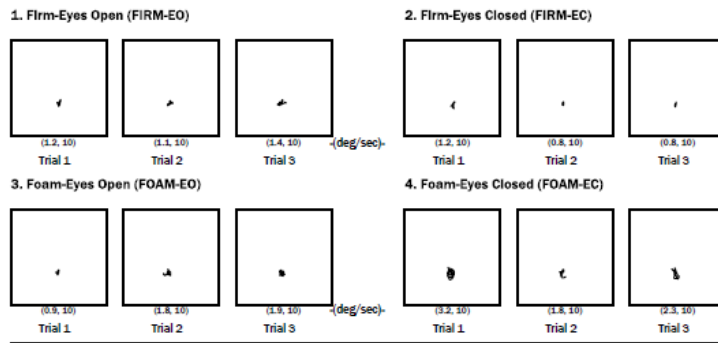 1. Firm-Eyes Open (FIRM-EO)
2. Firm-Eyes Closed (FIRM-EC)
(1.2, 10) (1.1, 10) (1.4, 10) -(deg/sec)- (1.2, 10) (0.8, 10) (0.8, 10)
Trial 1 Trial 2 Trial 3 Trial 1 Trial 2 Trial 3
3. Foam-Eyes Open (FOAM-EO)
4. Foam-Eyes Closed (FOAM-EC)
(0.9, 10) (1.8, 10) (1.9, 10) -(deg/sec)- (3.2, 10) (1.8, 10) (2.3, 10)
Trial 1 Trial 2 Trial 3 Trial 1 Trial 2 Trial 3